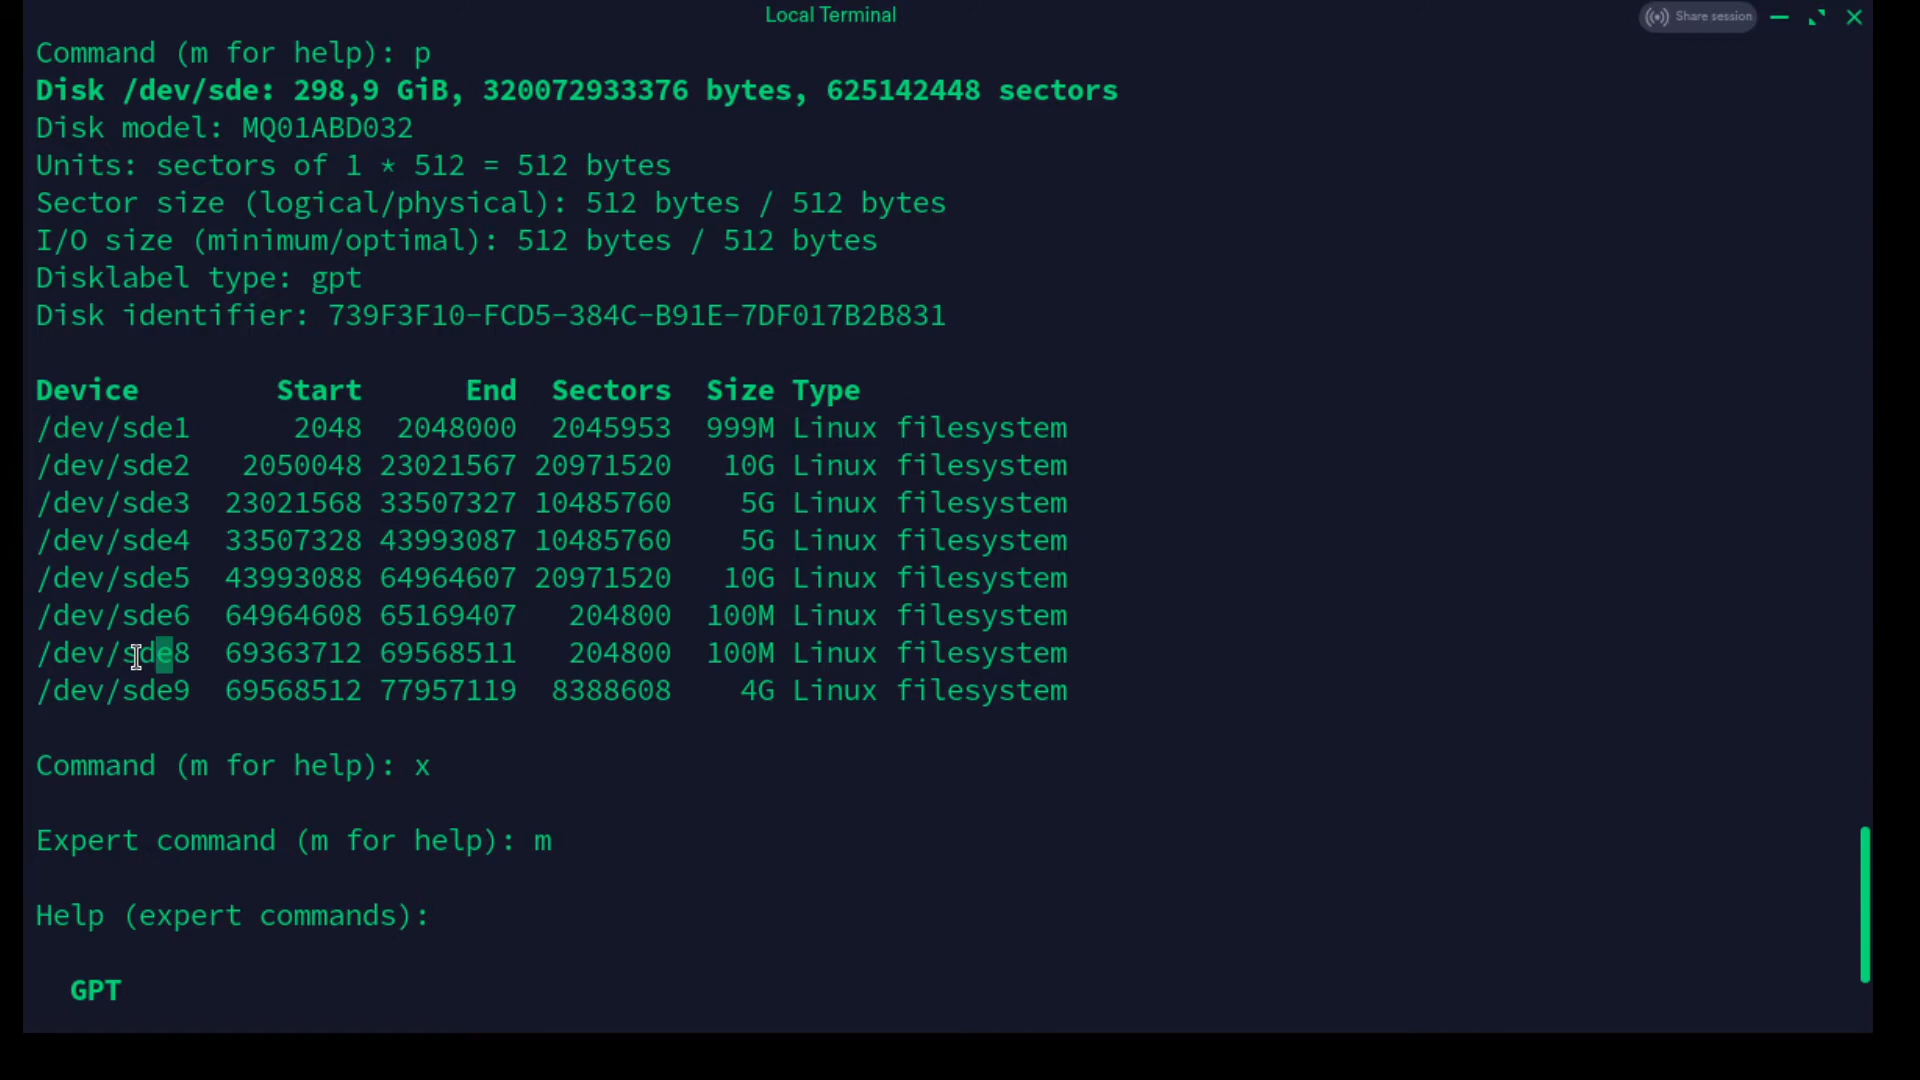 Local Terminal
Share session
Command (m for help): p
Disk /dev/sde: 298,9 GiB, 320072933376 bytes, 625142448 sectors
Disk model: MQ01ABD032
Units: sectors of 1 * 512 = 512 bytes
Sector size (logical/physical): 512 bytes / 512 bytes
I/O size (minimum/optimal): 512 bytes / 512 bytes
Disklabel type: gpt
Disk identifier: 739F3F10-FCD5-384C-B91E-7DF017B2B831
Device Start End Sectors Size Type
/dev/sde1 2048 2048000 2045953 999M Linux filesystem
/dev/sde2 2050048 23021567 20971520 10G Linux filesystem
/dev/sde3 23021568 33507327 10485760 5G Linux filesystem
/dev/sde4 33507328 43993087 10485760 5G Linux filesystem
/dev/sde5 43993088 64964607 20971520 10G Linux filesystem
/dev/sde6 64964608 65169407 204800 100M Linux filesystem
/dev/sde8 69363712 69568511 204800 100M Linux filesystem
/dev/sde9 69568512 77957119 8388608 4G Linux filesystem
Command (m for help): x
Expert command (m for help): m
Help (expert commands):
GPT